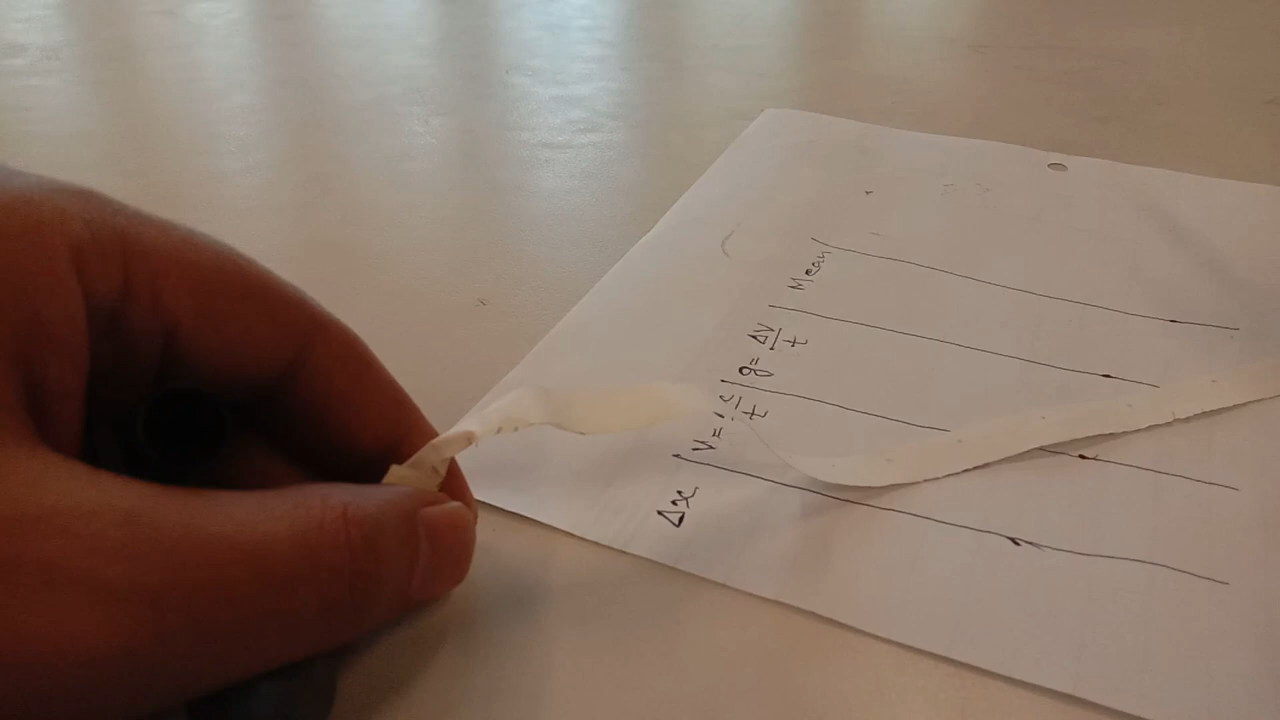 Δx | v = Δx/t | g = Δv/t | Mean